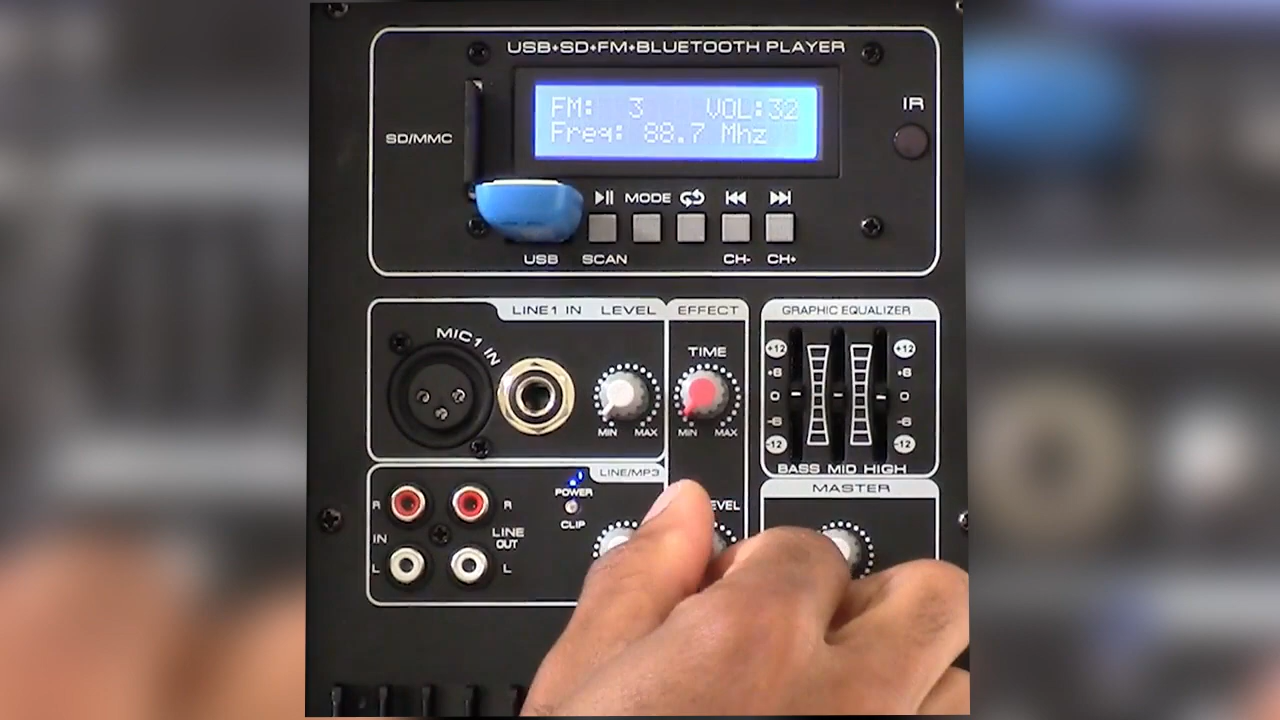 USB+SD+FM+BLUETOOTH PLAYER
FM: 3 VOL:32
Freq: 88.7 Mhz
IR
SD/MMC
MODE
USB SCAN CH- CH+
LINE1 IN LEVEL
EFFECT
GRAPHIC EQUALIZER
MIC1 IN
TIME
+12 +12
+6 +6
0 0
-6 -6
-12 -12
MIN MAX
MIN MAX
BASS MID HIGH
LINE/MP3
MASTER
POWER
R R
CLIP
IN
LINE
OUT
L L